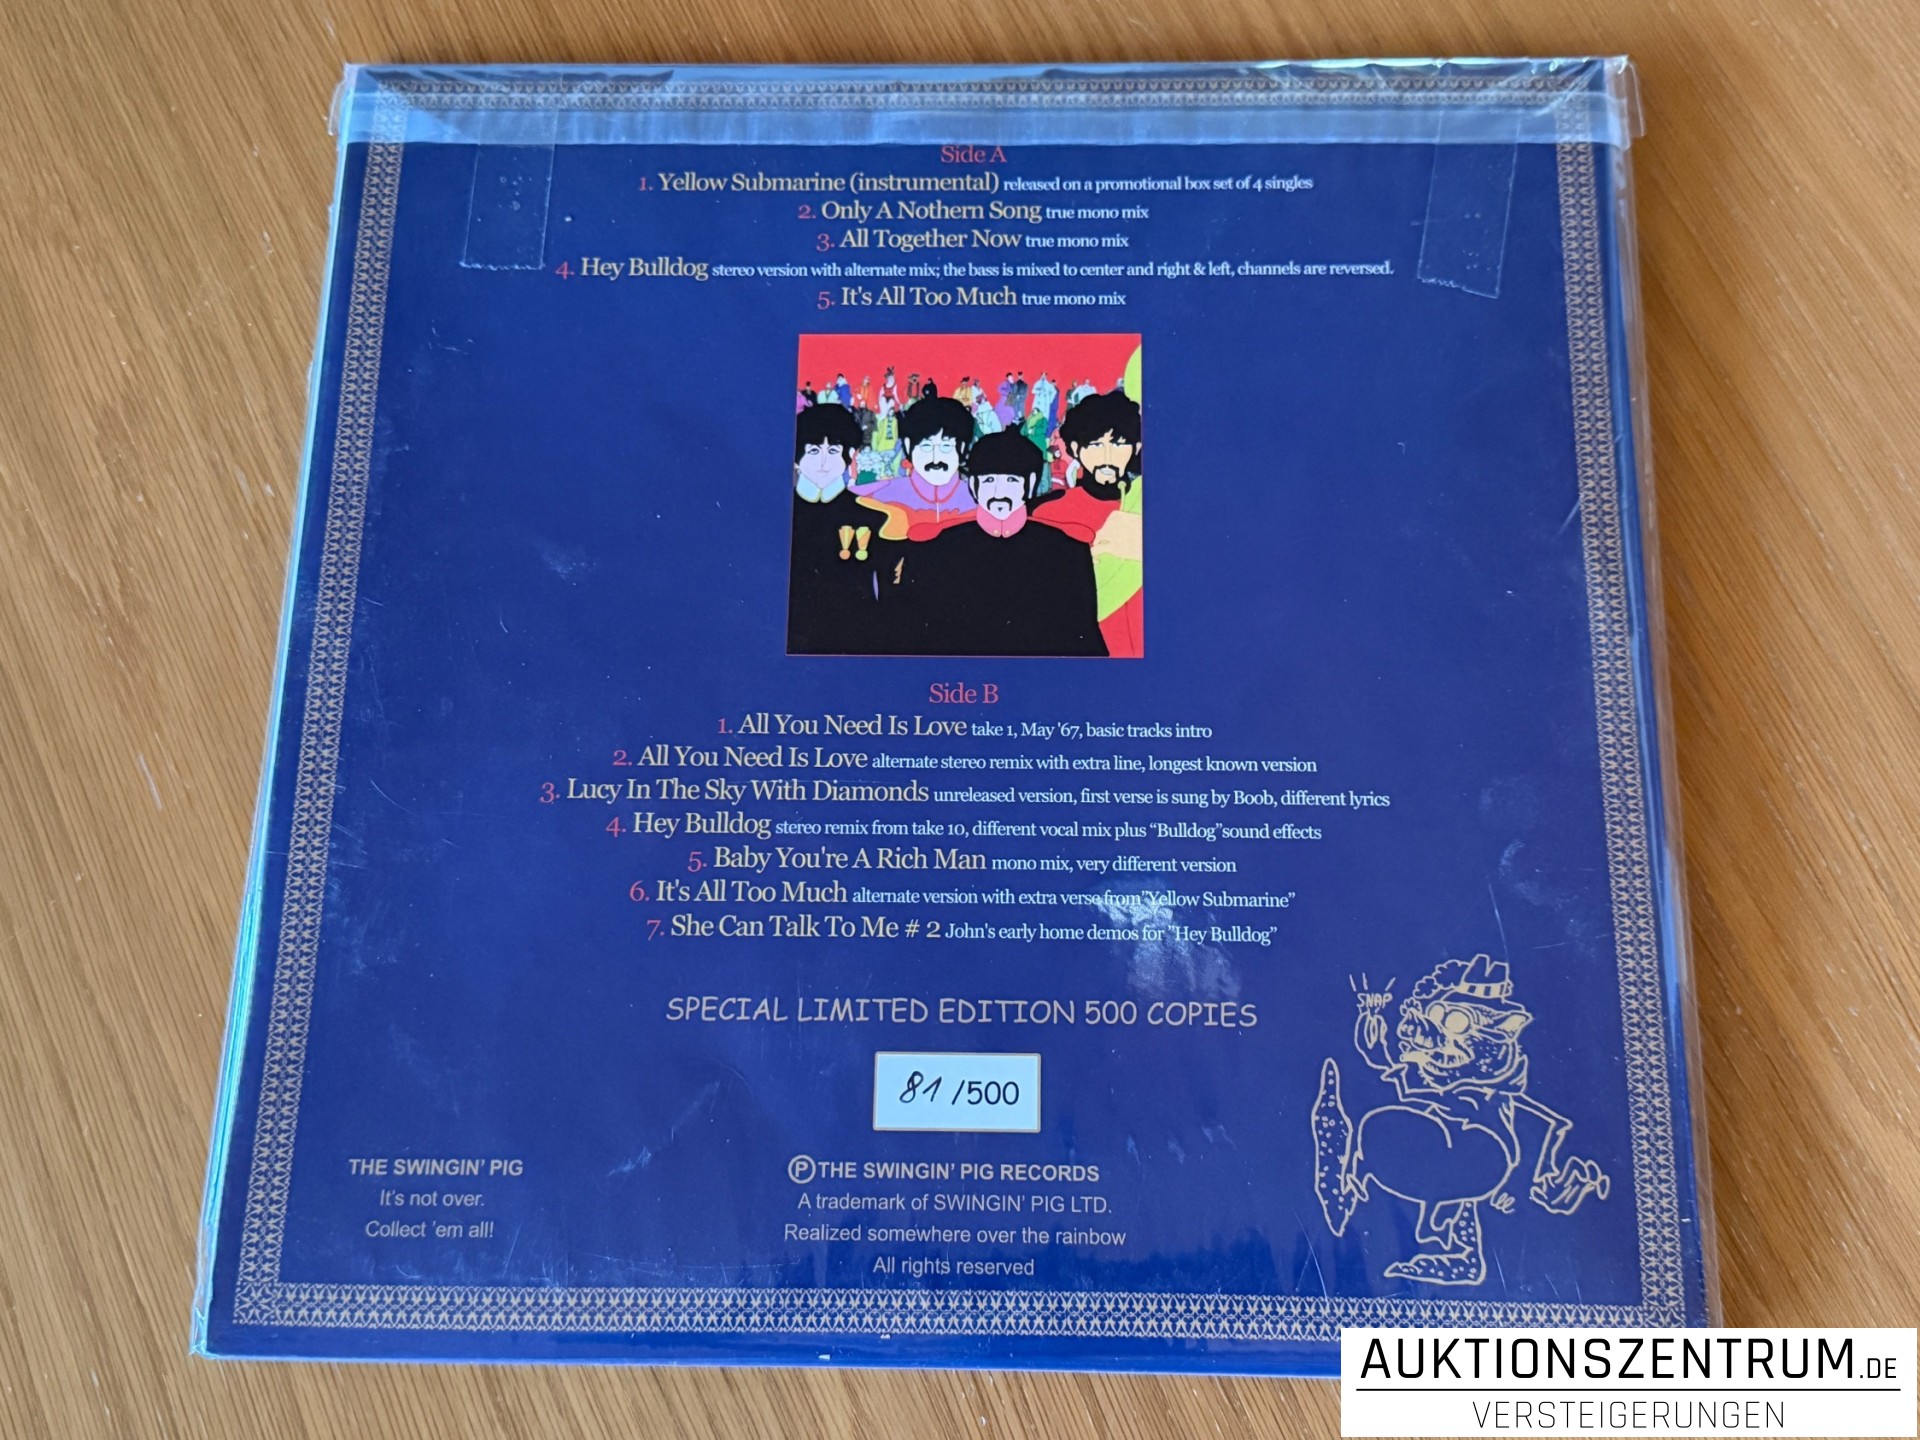 Side A
1. Yellow Submarine (instrumental) released on a promotional box set of 4 singles
2. Only A Nothern Song true mono mix
3. All Together Now true mono mix
4. Hey Bulldog stereo version with alternate mix; the bass is mixed to center and right & left, channels are reversed.
5. It's All Too Much true mono mix
Side B
1. All You Need Is Love take 1, May '67, basic tracks intro
2. All You Need Is Love alternate stereo remix with extra line, longest known version
3. Lucy In The Sky With Diamonds unreleased version, first verse is sung by Boob, different lyrics
4. Hey Bulldog stereo remix from take 10, different vocal mix plus “Bulldog”sound effects
5. Baby You're A Rich Man mono mix, very different version
6. It's All Too Much alternate version with extra verse from”Yellow Submarine”
7. She Can Talk To Me # 2 John's early home demos for ”Hey Bulldog”
SPECIAL LIMITED EDITION 500 COPIES
SNAP
81 /500
THE SWINGIN’ PIG
It’s not over.
Collect ’em all!
Ⓟ THE SWINGIN’ PIG RECORDS
A trademark of SWINGIN’ PIG LTD.
Realized somewhere over the rainbow
All rights reserved
AUKTIONSZENTRUM.DE
VERSTEIGERUNGEN